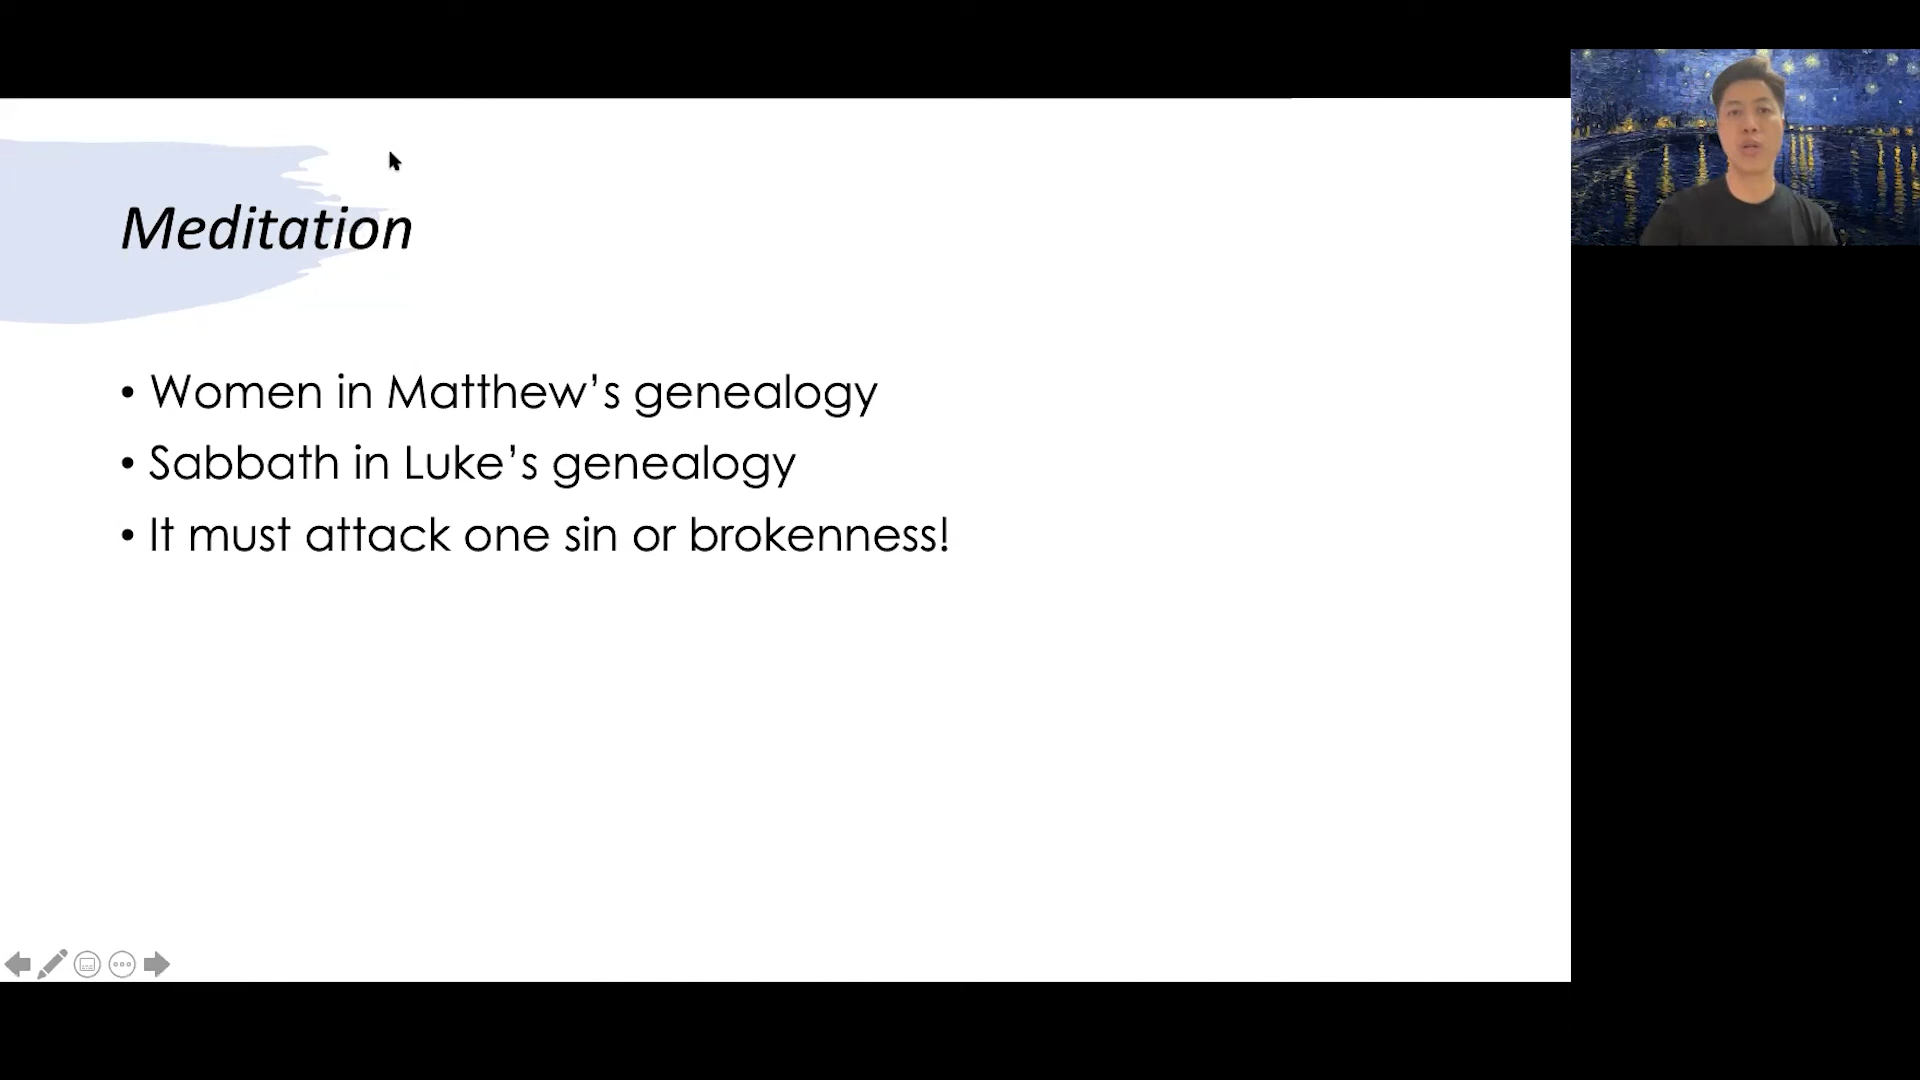 Meditation
• Women in Matthew’s genealogy
• Sabbath in Luke’s genealogy
• It must attack one sin or brokenness!